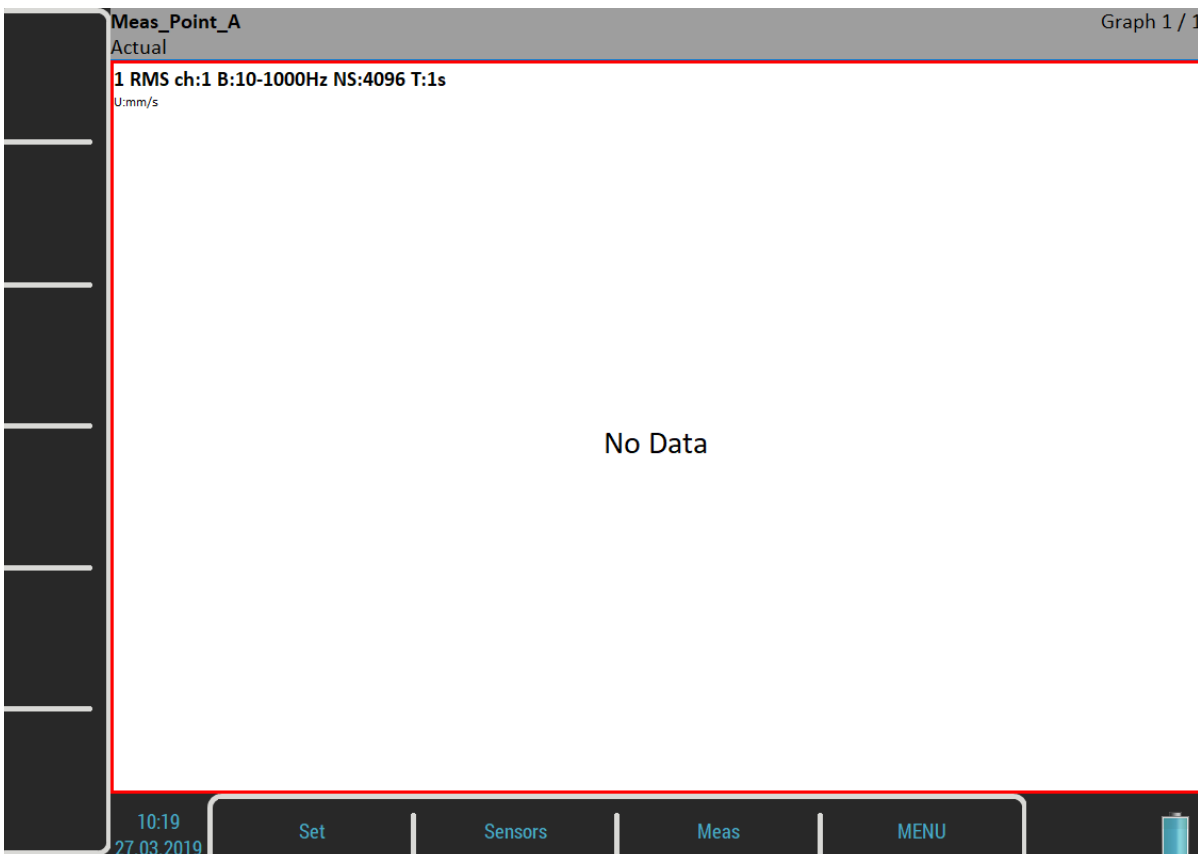 Meas_Point_A
Graph 1 / 1
Actual
1 RMS ch:1 B:10-1000Hz NS:4096 T:1s
U:mm/s
No Data
10:19
27.03.2019
Set
Sensors
Meas
MENU